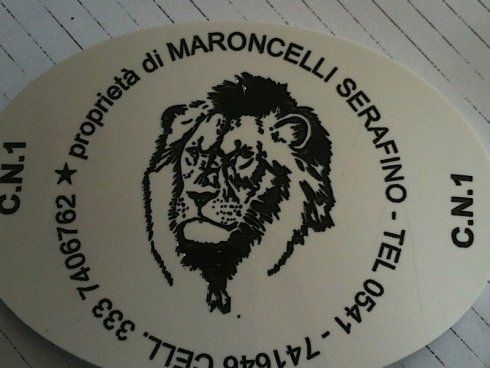 proprietà di MARONCELLI SERAFINO - TEL 0541 - 741646 CELL. 333 7406762 ★
C.N.1
C.N.1